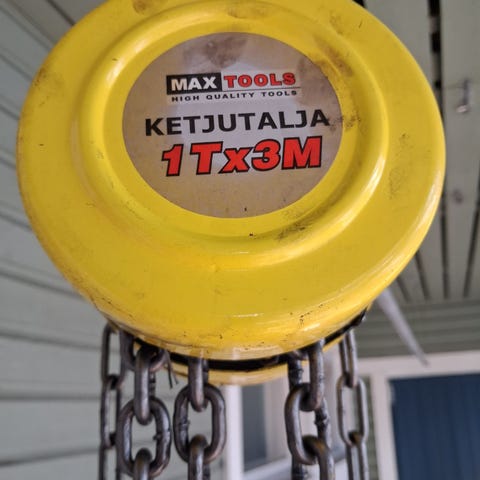 MAX TOOLS
HIGH QUALITY TOOLS
KETJUTALJA
1Tx3M